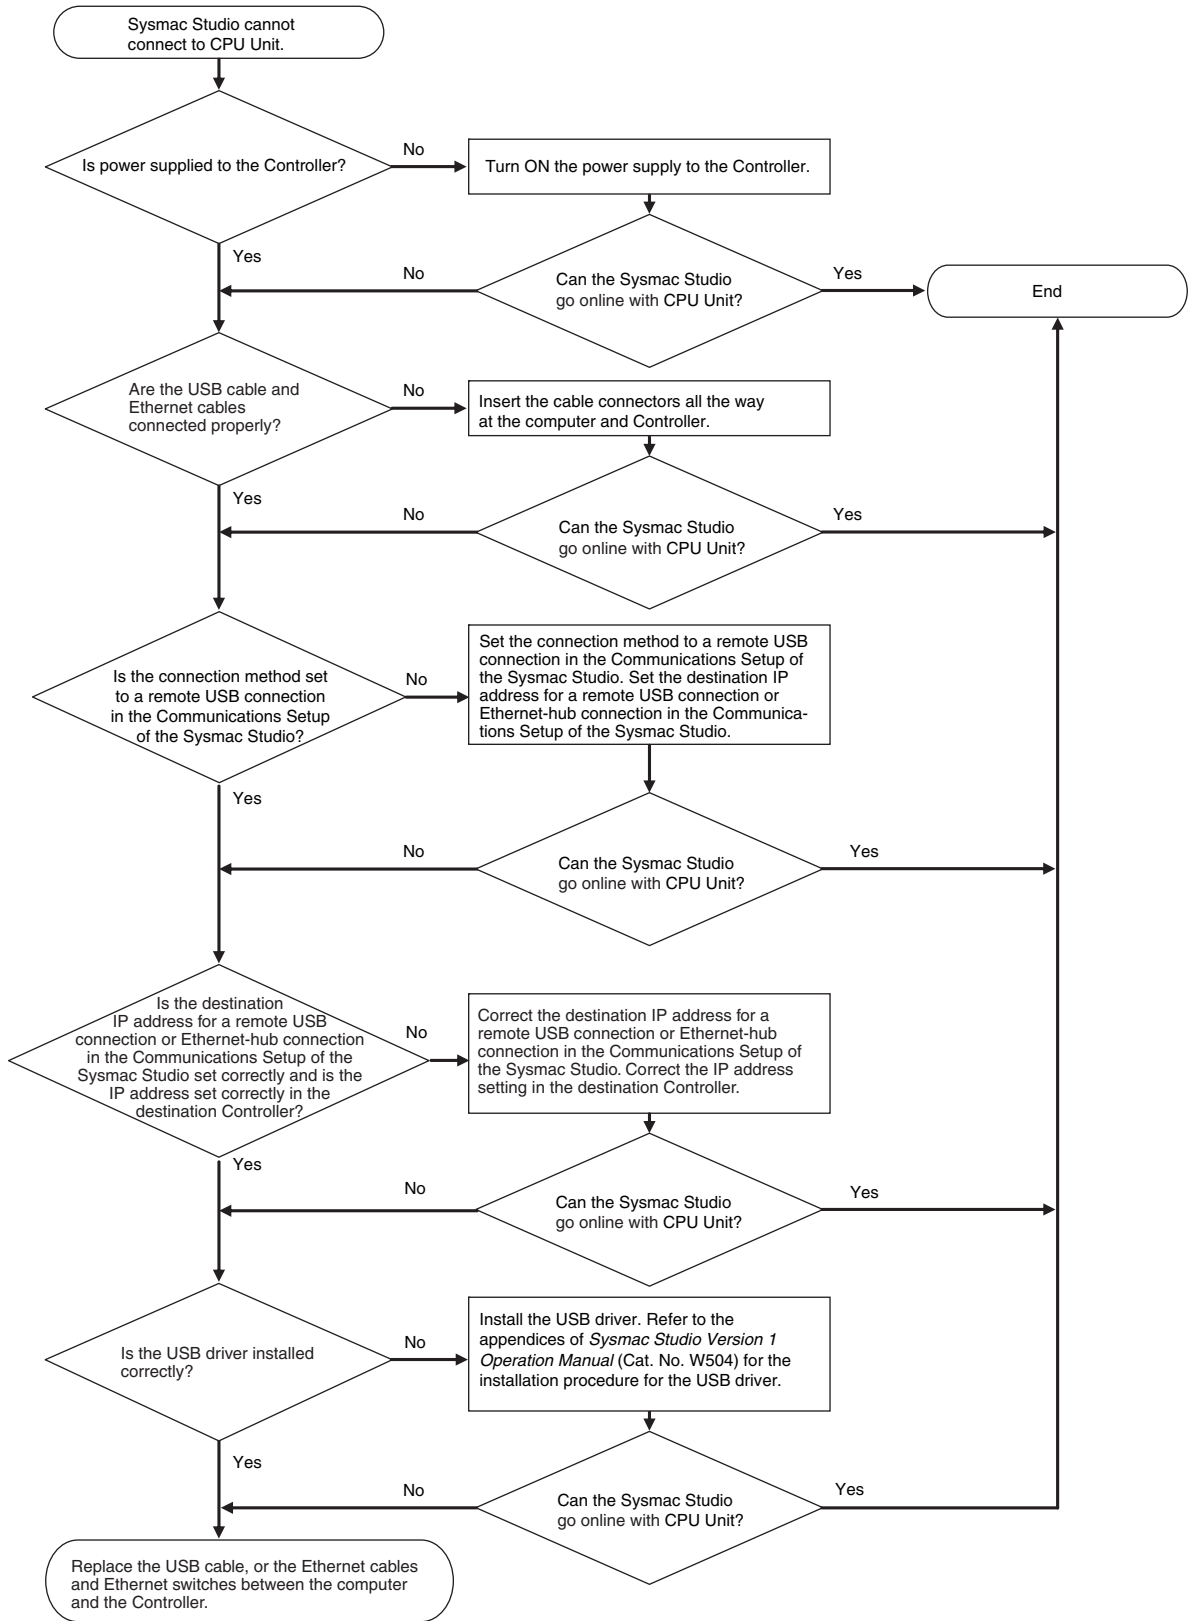 Sysmac Studio cannot
connect to CPU Unit.
Is power supplied to the Controller?
No
Turn ON the power supply to the Controller.
Yes
No
Can the Sysmac Studio
go online with CPU Unit?
Yes
End
Are the USB cable and
Ethernet cables
connected properly?
No
Insert the cable connectors all the way
at the computer and Controller.
Yes
No
Can the Sysmac Studio
go online with CPU Unit?
Yes
Is the connection method set
to a remote USB connection
in the Communications Setup
of the Sysmac Studio?
No
Set the connection method to a remote USB
connection in the Communications Setup of
the Sysmac Studio. Set the destination IP
address for a remote USB connection or
Ethernet-hub connection in the Communica-
tions Setup of the Sysmac Studio.
Yes
No
Can the Sysmac Studio
go online with CPU Unit?
Yes
Is the destination
IP address for a remote USB
connection or Ethernet-hub connection
in the Communications Setup of the
Sysmac Studio set correctly and is the
IP address set correctly in the
destination Controller?
No
Correct the destination IP address for a
remote USB connection or Ethernet-hub
connection in the Communications Setup of
the Sysmac Studio. Correct the IP address
setting in the destination Controller.
Yes
No
Can the Sysmac Studio
go online with CPU Unit?
Yes
Is the USB driver installed
correctly?
No
Install the USB driver. Refer to the
appendices of Sysmac Studio Version 1
Operation Manual (Cat. No. W504) for the
installation procedure for the USB driver.
Yes
No
Can the Sysmac Studio
go online with CPU Unit?
Yes
Replace the USB cable, or the Ethernet cables
and Ethernet switches between the computer
and the Controller.